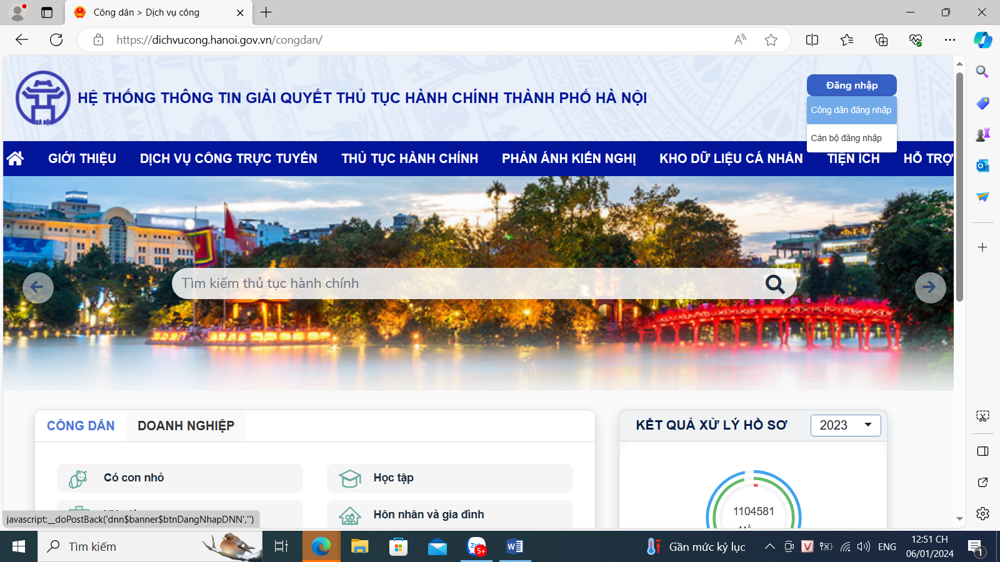 Công dân > Dịch vụ công
https://dichvucong.hanoi.gov.vn/congdan/
HÀ NỘI
HỆ THỐNG THÔNG TIN GIẢI QUYẾT THỦ TỤC HÀNH CHÍNH THÀNH PHỐ HÀ NỘI
Đăng nhập
Công dân đăng nhập
Cán bộ đăng nhập
GIỚI THIỆU DỊCH VỤ CÔNG TRỰC TUYẾN THỦ TỤC HÀNH CHÍNH PHẢN ÁNH KIẾN NGHỊ KHO DỮ LIỆU CÁ NHÂN TIỆN ÍCH HỖ TRỢ
Tìm kiếm thủ tục hành chính
CÔNG DÂN DOANH NGHIỆP
Có con nhỏ
Học tập
Hôn nhân và gia đình
KẾT QUẢ XỬ LÝ HỒ SƠ 2023
1104581
javascript:__doPostBack('dnn$banner$btnDangNhapDNN','')
Tìm kiếm
Zalo
5+
Gần mức kỷ lục
ENG
12:51 CH
06/01/2024
1